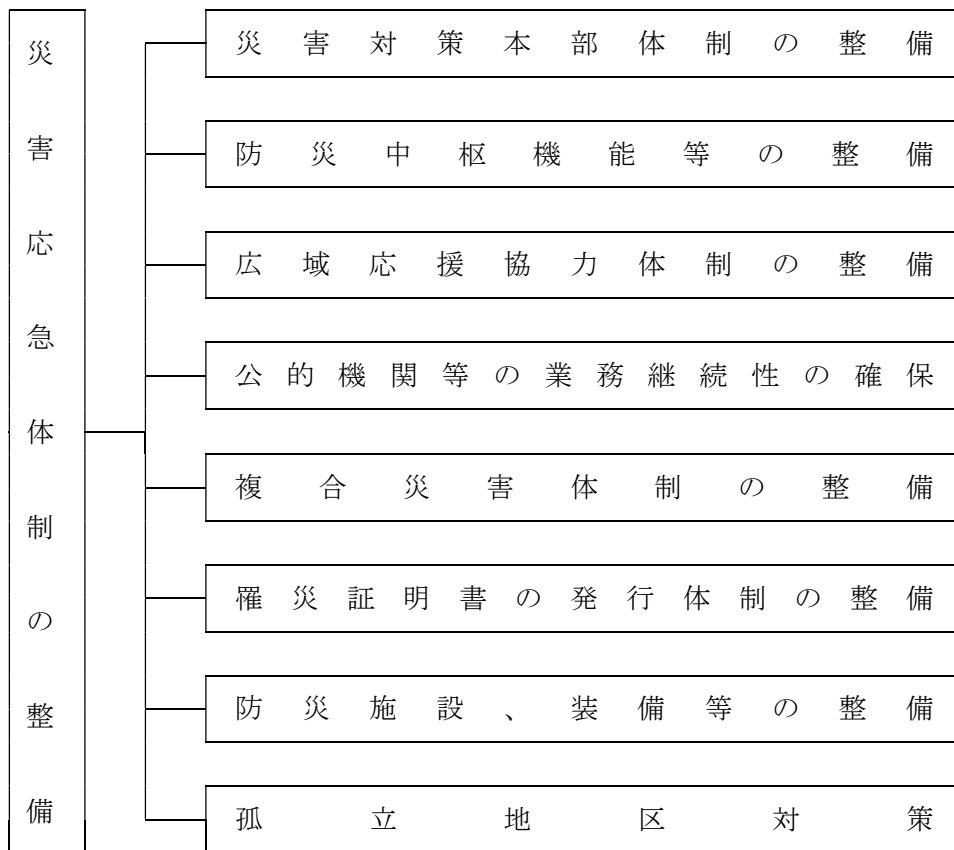 災害応急体制の整備
災害対策本部体制の整備
防災中枢機能等の整備
広域応援協力体制の整備
公的機関等の業務継続性の確保
複合災害体制の整備
罹災証明書の発行体制の整備
防災施設、装備等の整備
孤立地区対策